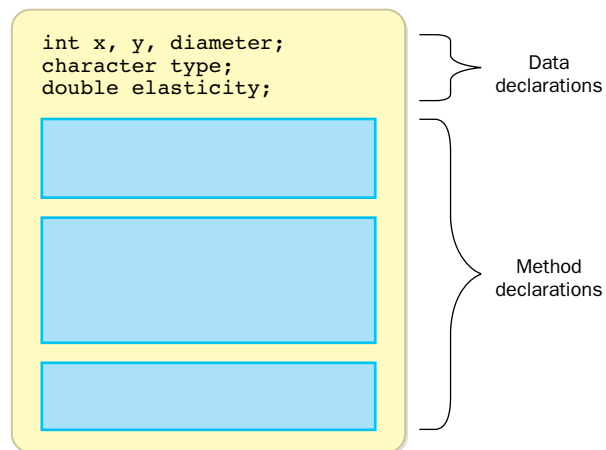 int x, y, diameter;
character type;
double elasticity;
Data
declarations
Method
declarations